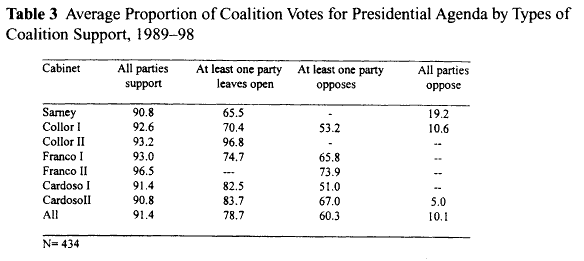 Table 3 Average Proportion of Coalition Votes for Presidential Agenda by Types of
Coalition Support, 1989–98
Cabinet All parties support At least one party leaves open At least one party opposes All parties oppose
Sarney 90.8 65.5 - 19.2
Collor I 92.6 70.4 53.2 10.6
Collor II 93.2 96.8 - --
Franco I 93.0 74.7 65.8 --
Franco II 96.5 --- 73.9 --
Cardoso I 91.4 82.5 51.0 --
CardosoII 90.8 83.7 67.0 5.0
All 91.4 78.7 60.3 10.1
N= 434